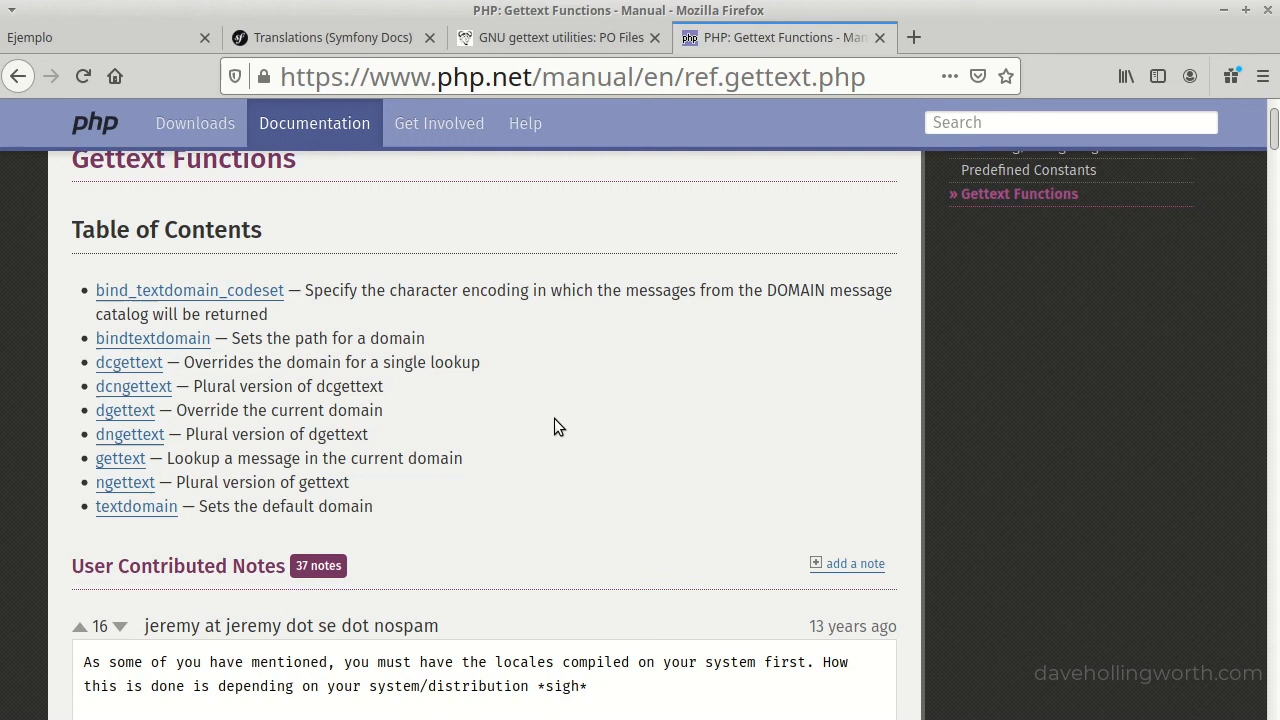 PHP: Gettext Functions - Manual - Mozilla Firefox
Ejemplo
Translations (Symfony Docs)
GNU gettext utilities: PO Files
PHP: Gettext Functions - Man
https://www.php.net/manual/en/ref.gettext.php
php
Downloads
Documentation
Get Involved
Help
Search
Gettext Functions
Predefined Constants
» Gettext Functions
Table of Contents
• bind_textdomain_codeset — Specify the character encoding in which the messages from the DOMAIN message
catalog will be returned
• bindtextdomain — Sets the path for a domain
• dcgettext — Overrides the domain for a single lookup
• dcngettext — Plural version of dcgettext
• dgettext — Override the current domain
• dngettext — Plural version of dgettext
• gettext — Lookup a message in the current domain
• ngettext — Plural version of gettext
• textdomain — Sets the default domain
User Contributed Notes 37 notes
add a note
16 jeremy at jeremy dot se dot nospam
13 years ago
As some of you have mentioned, you must have the locales compiled on your system first. How
this is done is depending on your system/distribution *sigh*
davehollingworth.com